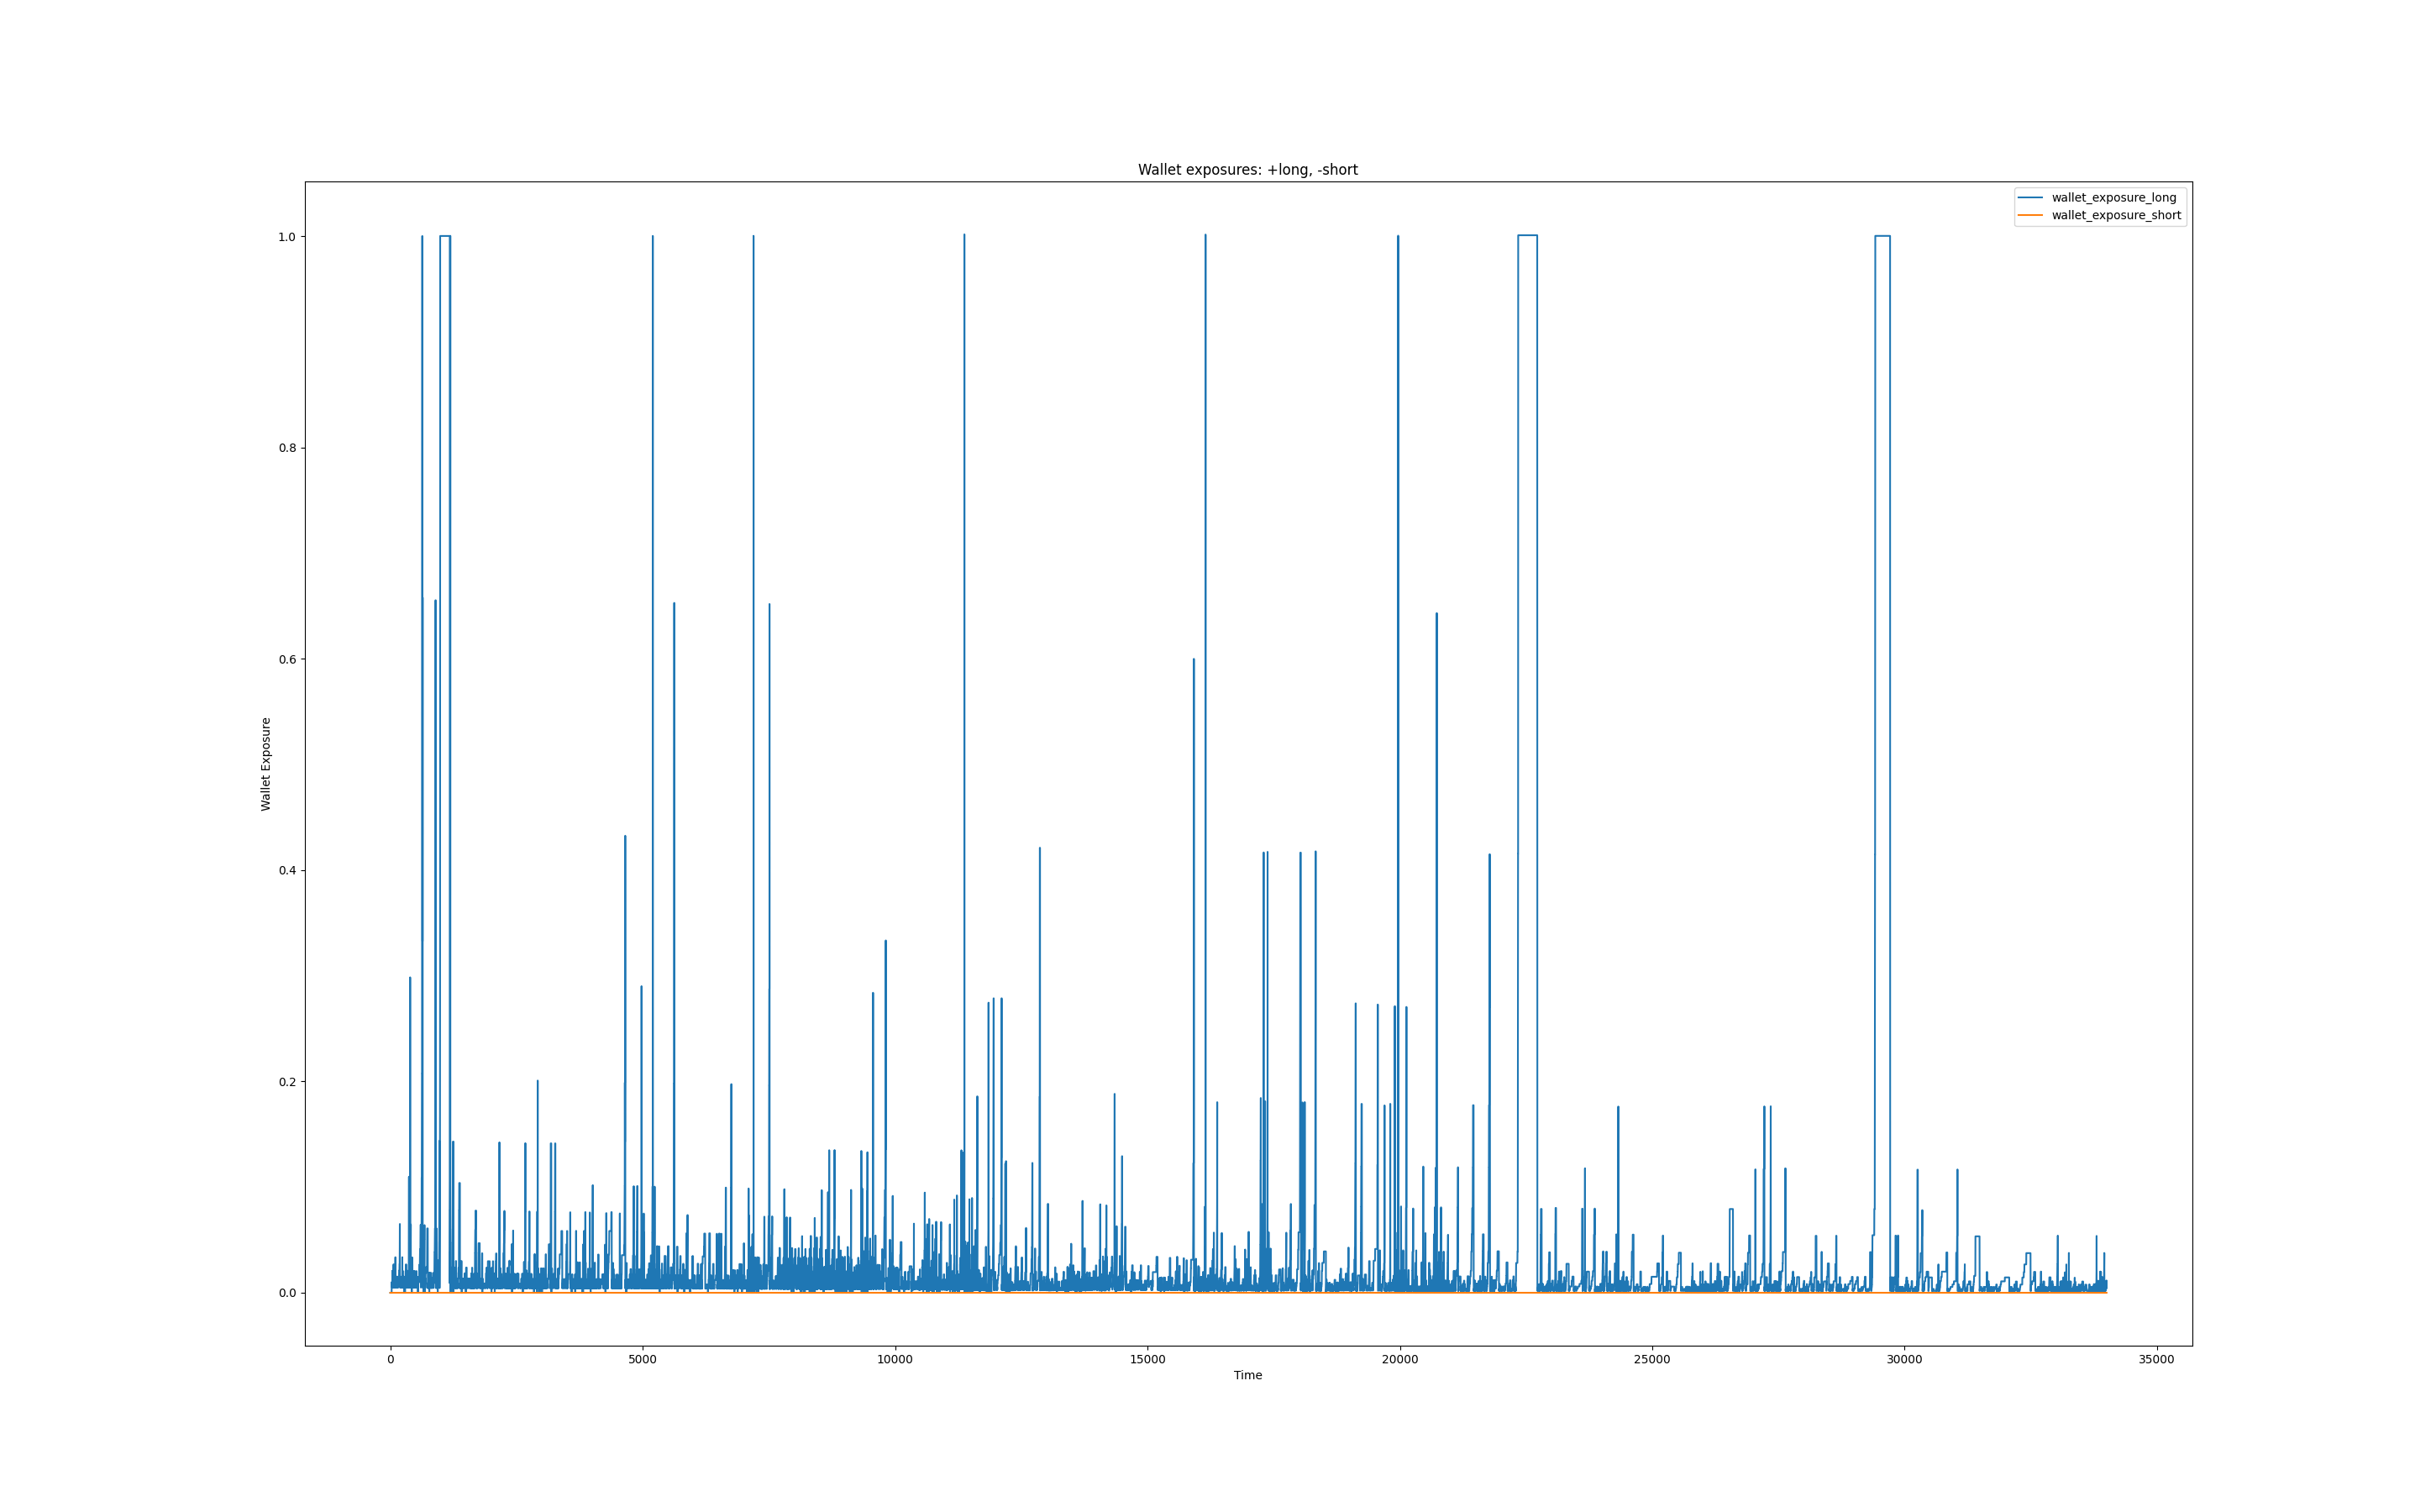 Wallet exposures: +long, -short
wallet_exposure_long
wallet_exposure_short
1.0
0.8
0.6
0.4
0.2
0.0
Wallet Exposure
0 5000 10000 15000 20000 25000 30000 35000
Time